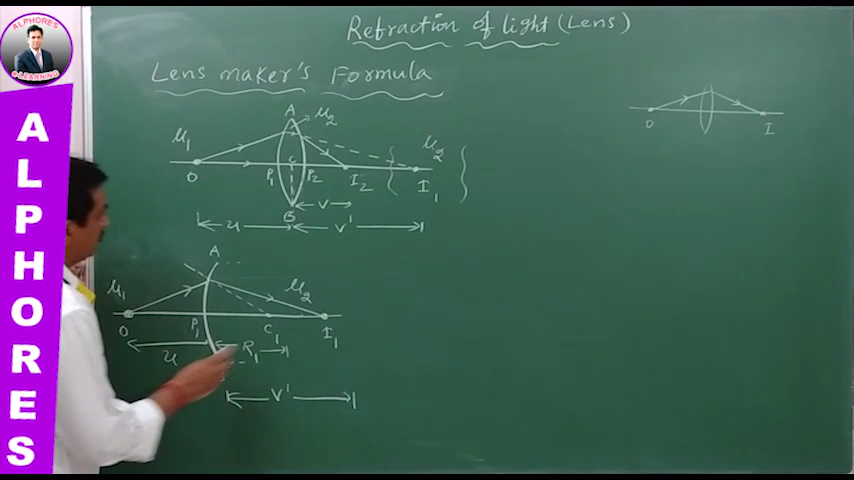 ALPHORES
e-LEARNING
ALPHORES
Refraction of light (Lens)
Lens maker's Formula
A
μ2
μ1
μ2
O
P1
C
P2
I2
I1
B
v
u
v'
O
I
A
μ1
μ2
O
P1
C1
I1
u
R1
v'